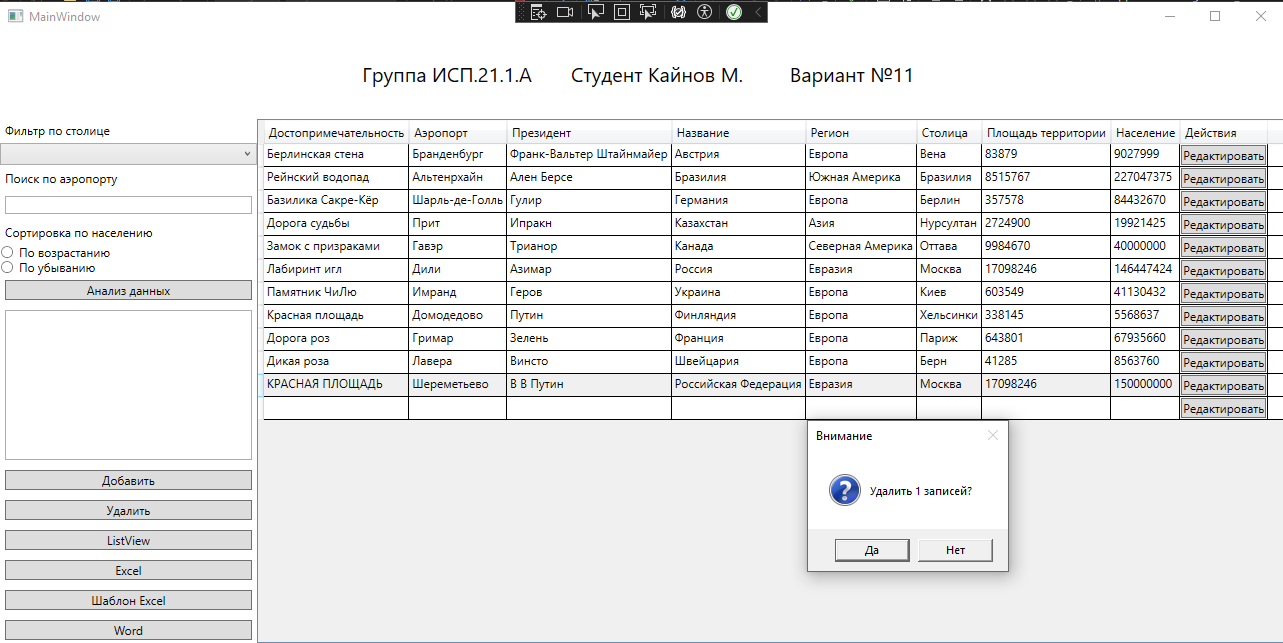 MainWindow
Группа ИСП.21.1.А Студент Кайнов М. Вариант №11
Фильтр по столице
Поиск по аэропорту
Сортировка по населению
По возрастанию
По убыванию
Анализ данных
Добавить
Удалить
ListView
Excel
Шаблон Excel
Word
Достопримечательность Аэропорт Президент Название Регион Столица Площадь территории Население Действия
Берлинская стена Бранденбург Франк-Вальтер Штайнмайер Австрия Европа Вена 83879 9027999 Редактировать
Рейнский водопад Альтенрхайн Ален Берсе Бразилия Южная Америка Бразилия 8515767 227047375 Редактировать
Базилика Сакре-Кёр Шарль-де-Голль Гулир Германия Европа Берлин 357578 84432670 Редактировать
Дорога судьбы Прит Ипракн Казахстан Азия Нурсултан 2724900 19921425 Редактировать
Замок с призраками Гавэр Трианор Канада Северная Америка Оттава 9984670 40000000 Редактировать
Лабиринт игл Дили Азимар Россия Евразия Москва 17098246 146447424 Редактировать
Памятник ЧиЛю Имранд Геров Украина Европа Киев 603549 41130432 Редактировать
Красная площадь Домодедово Путин Финляндия Европа Хельсинки 338145 5568637 Редактировать
Дорога роз Гримар Зелень Франция Европа Париж 643801 67935660 Редактировать
Дикая роза Лавера Винсто Швейцария Европа Берн 41285 8563760 Редактировать
КРАСНАЯ ПЛОЩАДЬ Шереметьево В В Путин Российская Федерация Евразия Москва 17098246 150000000 Редактировать
Редактировать
Внимание
Удалить 1 записей?
Да Нет